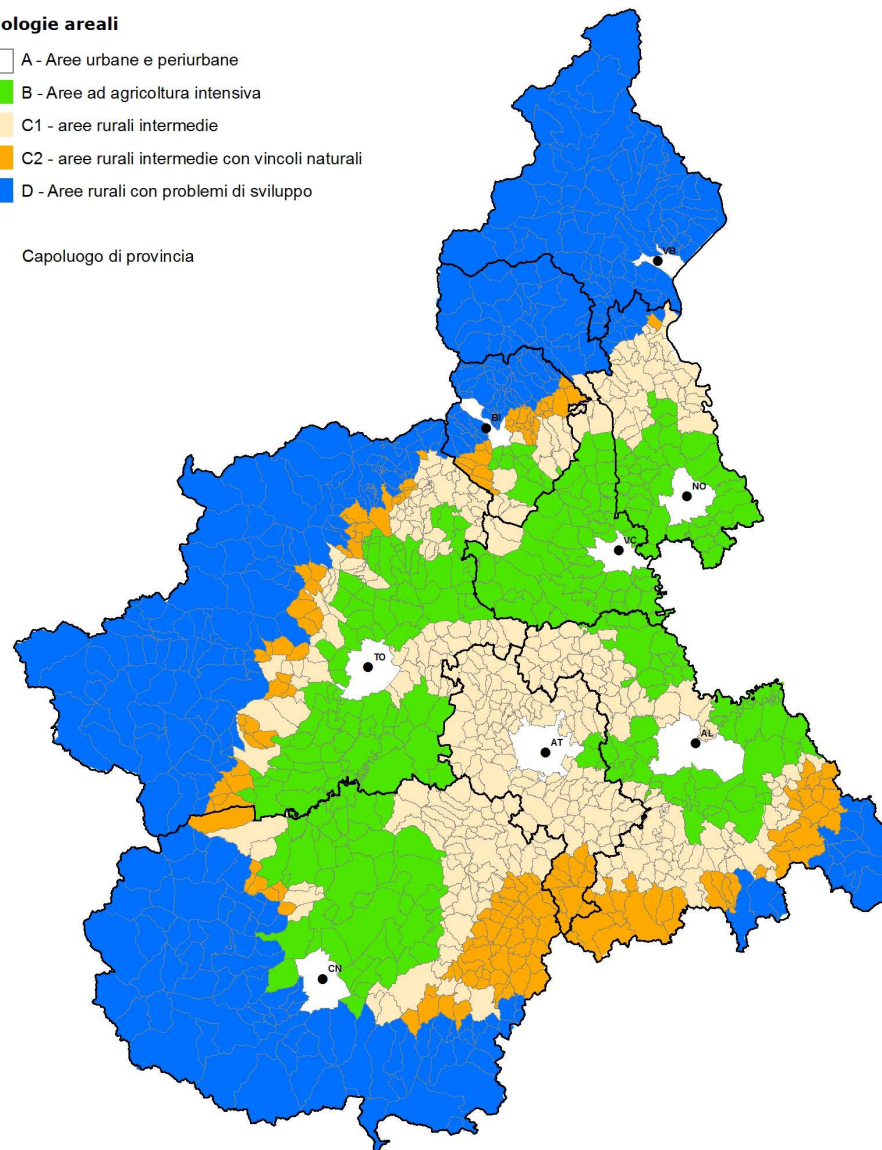 ologie areali
A - Aree urbane e periurbane
B - Aree ad agricoltura intensiva
C1 - aree rurali intermedie
C2 - aree rurali intermedie con vincoli naturali
D - Aree rurali con problemi di sviluppo
Capoluogo di provincia
VB
BI
NO
VC
TO
AL
AT
CN